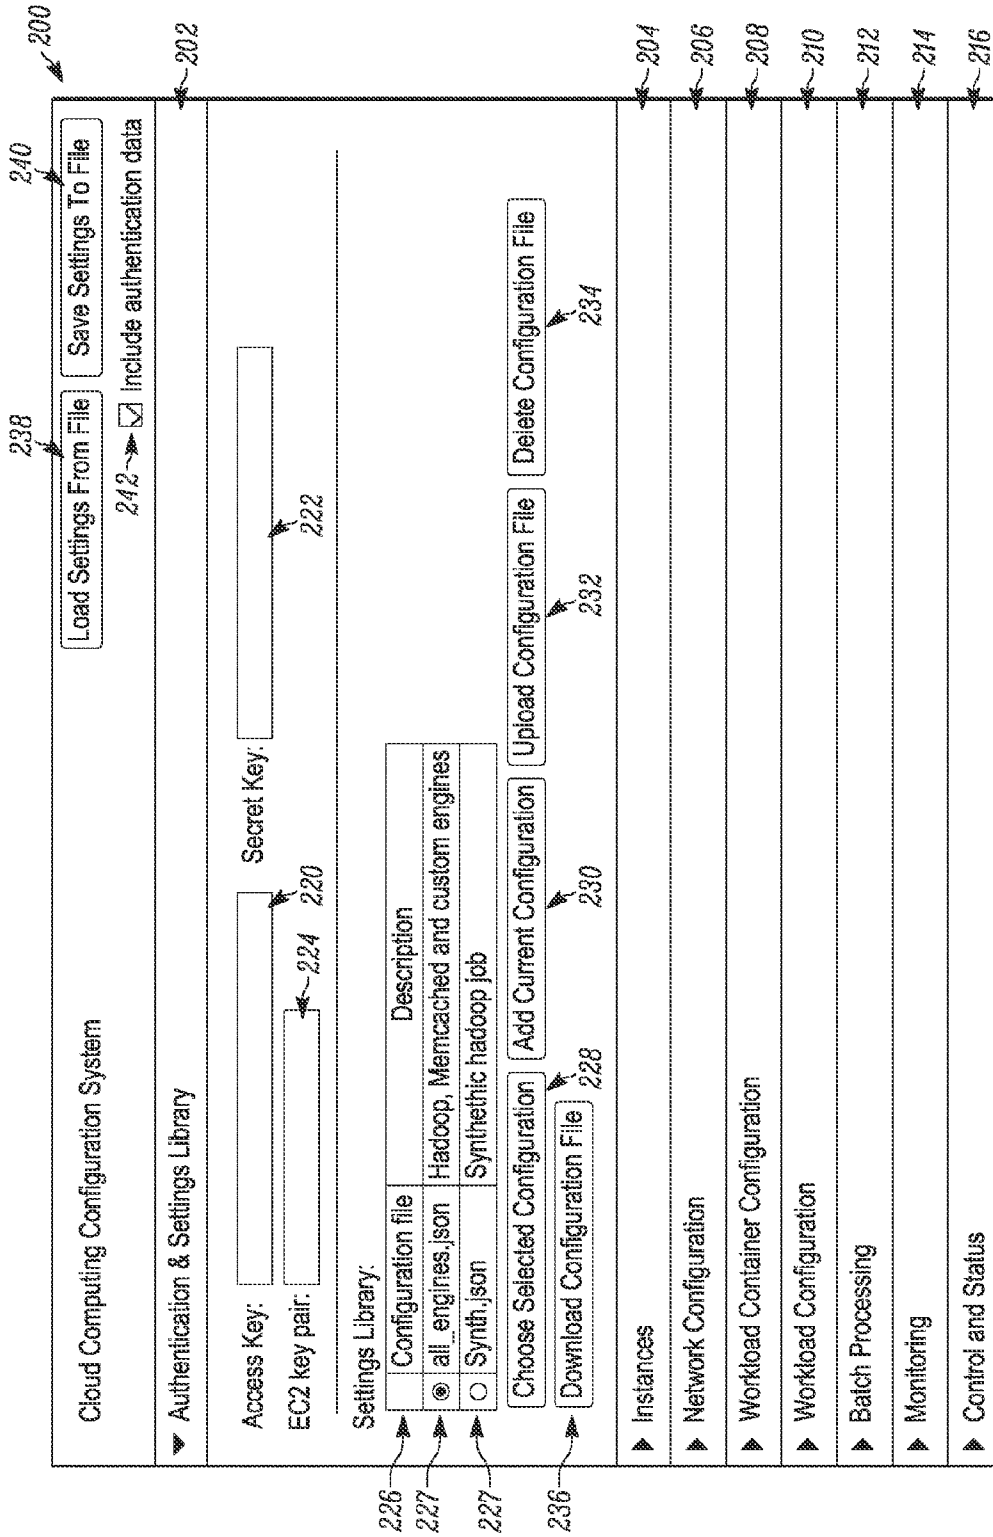 200
240
238
Cloud Computing Configuration System
Load Settings From File
Save Settings To File
242
Include authentication data
Authentication & Settings Library
202
Access Key:
220
Secret Key:
222
EC2 key pair:
224
Settings Library:
226
Configuration file
Description
227
all_engines.json
Hadoop, Memcached and custom engines
227
Synth.json
Synthethic hadoop job
Choose Selected Configuration
Add Current Configuration
Upload Configuration File
Delete Configuration File
228
230
232
234
236
Download Configuration File
Instances
204
Network Configuration
206
Workload Container Configuration
208
Workload Configuration
210
Batch Processing
212
Monitoring
214
Control and Status
216